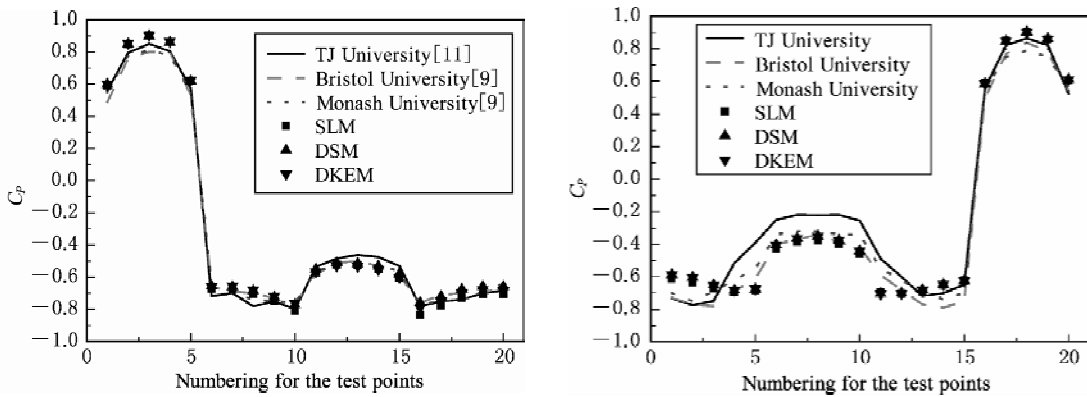 1.0
0.8
0.6
0.4
0.2
0.0
−0.2
−0.4
−0.6
−0.8
−1.0
C_P
TJ University[11]
Bristol University[9]
Monash University[9]
SLM
DSM
DKEM
0 5 10 15 20
Numbering for the test points
1.0
0.8
0.6
0.4
0.2
0.0
−0.2
−0.4
−0.6
−0.8
−1.0
C_P
TJ University
Bristol University
Monash University
SLM
DSM
DKEM
0 5 10 15 20
Numbering for the test points